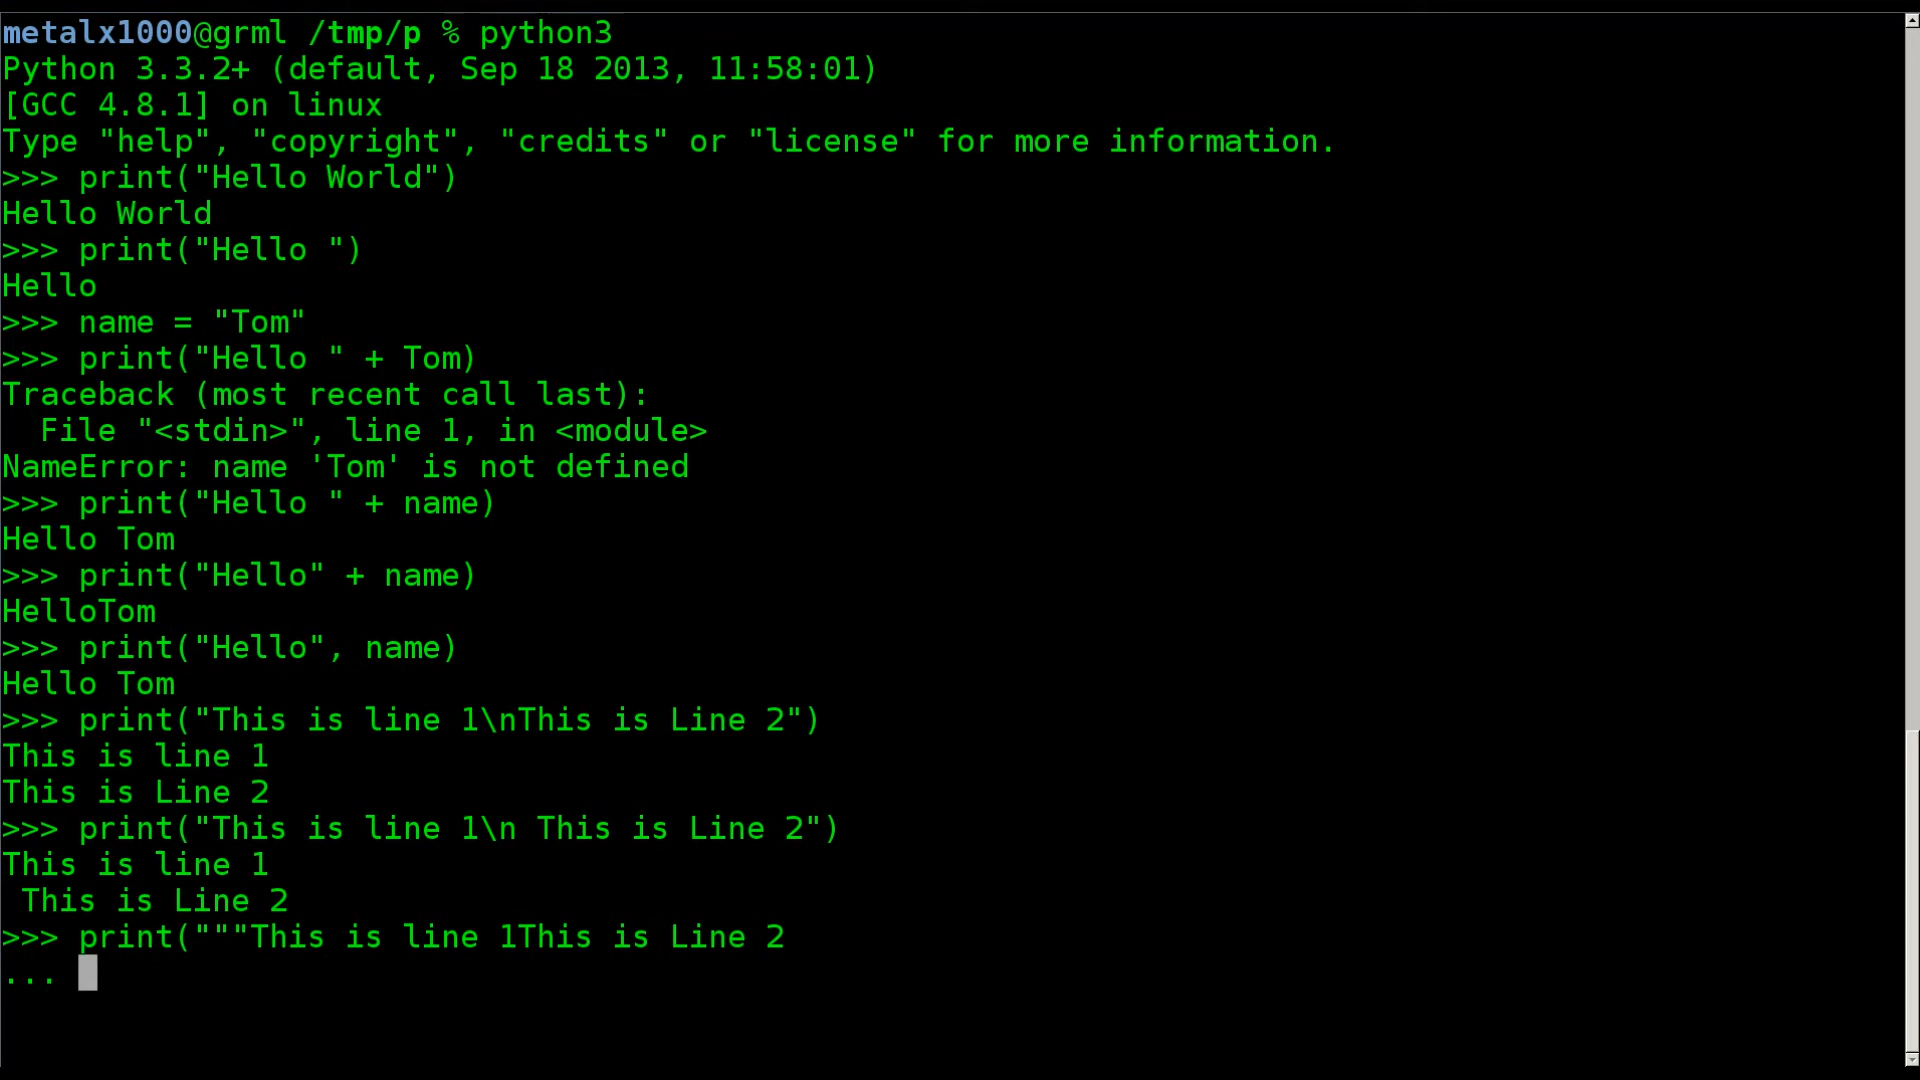 metalx1000@grml /tmp/p % python3
Python 3.3.2+ (default, Sep 18 2013, 11:58:01)
[GCC 4.8.1] on linux
Type "help", "copyright", "credits" or "license" for more information.
>>> print("Hello World")
Hello World
>>> print("Hello ")
Hello
>>> name = "Tom"
>>> print("Hello " + Tom)
Traceback (most recent call last):
  File "<stdin>", line 1, in <module>
NameError: name 'Tom' is not defined
>>> print("Hello " + name)
Hello Tom
>>> print("Hello" + name)
HelloTom
>>> print("Hello", name)
Hello Tom
>>> print("This is line 1\nThis is Line 2")
This is line 1
This is Line 2
>>> print("This is line 1\n This is Line 2")
This is line 1
 This is Line 2
>>> print("""This is line 1This is Line 2
...